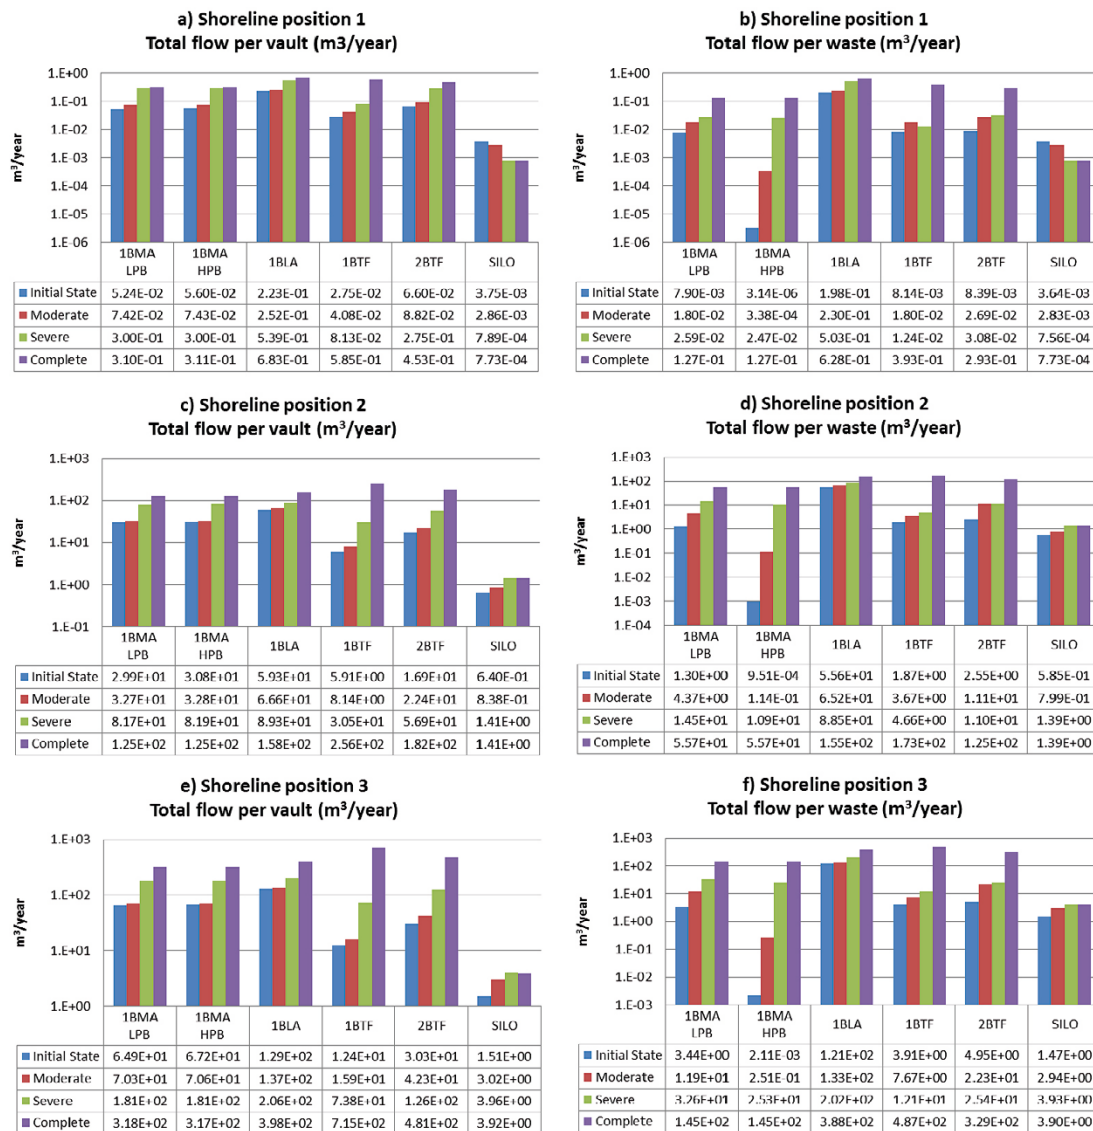 a) Shoreline position 1
Total flow per vault (m3/year)
1.E+00
1.E-01
1.E-02
1.E-03
1.E-04
1.E-05
1.E-06
m³/year
1BMA LPB 1BMA HPB 1BLA 1BTF 2BTF SILO
Initial State 5.24E-02 5.60E-02 2.23E-01 2.75E-02 6.60E-02 3.75E-03
Moderate 7.42E-02 7.43E-02 2.52E-01 4.08E-02 8.82E-02 2.86E-03
Severe 3.00E-01 3.00E-01 5.39E-01 8.13E-02 2.75E-01 7.89E-04
Complete 3.10E-01 3.11E-01 6.83E-01 5.85E-01 4.53E-01 7.73E-04
b) Shoreline position 1
Total flow per waste (m³/year)
1.E+00
1.E-01
1.E-02
1.E-03
1.E-04
1.E-05
1.E-06
m³/year
1BMA LPB 1BMA HPB 1BLA 1BTF 2BTF SILO
Initial State 7.90E-03 3.14E-06 1.98E-01 8.14E-03 8.39E-03 3.64E-03
Moderate 1.80E-02 3.38E-04 2.30E-01 1.80E-02 2.69E-02 2.83E-03
Severe 2.59E-02 2.47E-02 5.03E-01 1.24E-02 3.08E-02 7.56E-04
Complete 1.27E-01 1.27E-01 6.28E-01 3.93E-01 2.93E-01 7.73E-04
c) Shoreline position 2
Total flow per vault (m³/year)
1.E+03
1.E+02
1.E+01
1.E+00
1.E-01
m³/year
1BMA LPB 1BMA HPB 1BLA 1BTF 2BTF SILO
Initial State 2.99E+01 3.08E+01 5.93E+01 5.91E+00 1.69E+01 6.40E-01
Moderate 3.27E+01 3.28E+01 6.66E+01 8.14E+00 2.24E+01 8.38E-01
Severe 8.17E+01 8.19E+01 8.93E+01 3.05E+01 5.69E+01 1.41E+00
Complete 1.25E+02 1.25E+02 1.58E+02 2.56E+02 1.82E+02 1.41E+00
d) Shoreline position 2
Total flow per waste (m³/year)
1.E+03
1.E+02
1.E+01
1.E+00
1.E-01
1.E-02
1.E-03
1.E-04
m³/year
1BMA LPB 1BMA HPB 1BLA 1BTF 2BTF SILO
Initial State 1.30E+00 9.51E-04 5.56E+01 1.87E+00 2.55E+00 5.85E-01
Moderate 4.37E+00 1.14E-01 6.52E+01 3.67E+00 1.11E+01 7.99E-01
Severe 1.45E+01 1.09E+01 8.85E+01 4.66E+00 1.10E+01 1.39E+00
Complete 5.57E+01 5.57E+01 1.55E+02 1.73E+02 1.25E+02 1.39E+00
e) Shoreline position 3
Total flow per vault (m³/year)
1.E+03
1.E+02
1.E+01
1.E+00
m³/year
1BMA LPB 1BMA HPB 1BLA 1BTF 2BTF SILO
Initial State 6.49E+01 6.72E+01 1.29E+02 1.24E+01 3.03E+01 1.51E+00
Moderate 7.03E+01 7.06E+01 1.37E+02 1.59E+01 4.23E+01 3.02E+00
Severe 1.81E+02 1.81E+02 2.06E+02 7.38E+01 1.26E+02 3.96E+00
Complete 3.18E+02 3.17E+02 3.98E+02 7.15E+02 4.81E+02 3.92E+00
f) Shoreline position 3
Total flow per waste (m³/year)
1.E+03
1.E+02
1.E+01
1.E+00
1.E-01
1.E-02
1.E-03
m³/year
1BMA LPB 1BMA HPB 1BLA 1BTF 2BTF SILO
Initial State 3.44E+00 2.11E-03 1.21E+02 3.91E+00 4.95E+00 1.47E+00
Moderate 1.19E+01 2.51E-01 1.33E+02 7.67E+00 2.23E+01 2.94E+00
Severe 3.26E+01 2.53E+01 2.02E+02 1.21E+01 2.54E+01 3.93E+00
Complete 1.45E+02 1.45E+02 3.88E+02 4.87E+02 3.29E+02 3.90E+00